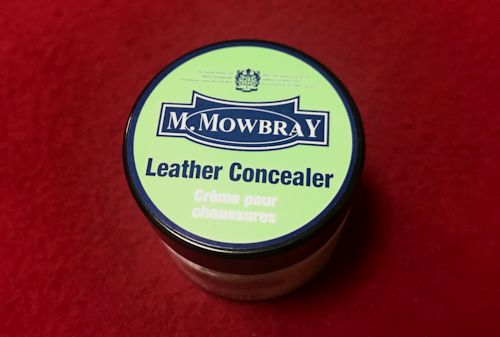 M. MOWBRAY
Leather Concealer
Crème pour
chaussures